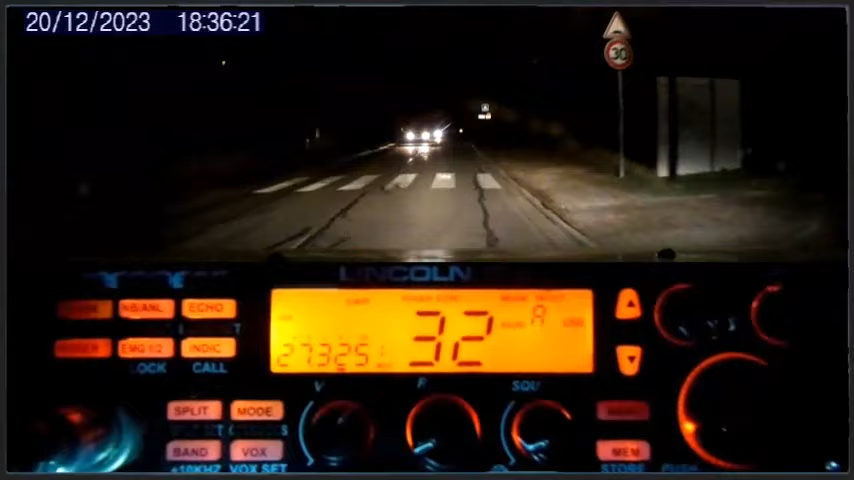 20/12/2023 18:36:21
30
LINCOLN
NB/ANL ECHO
EMG 1/2 INDIC
LOCK CALL
27325
32
A
V R SQU
SPLIT MODE
BAND VOX
+10KHZ VOX SET
MEM
STORE PUSH